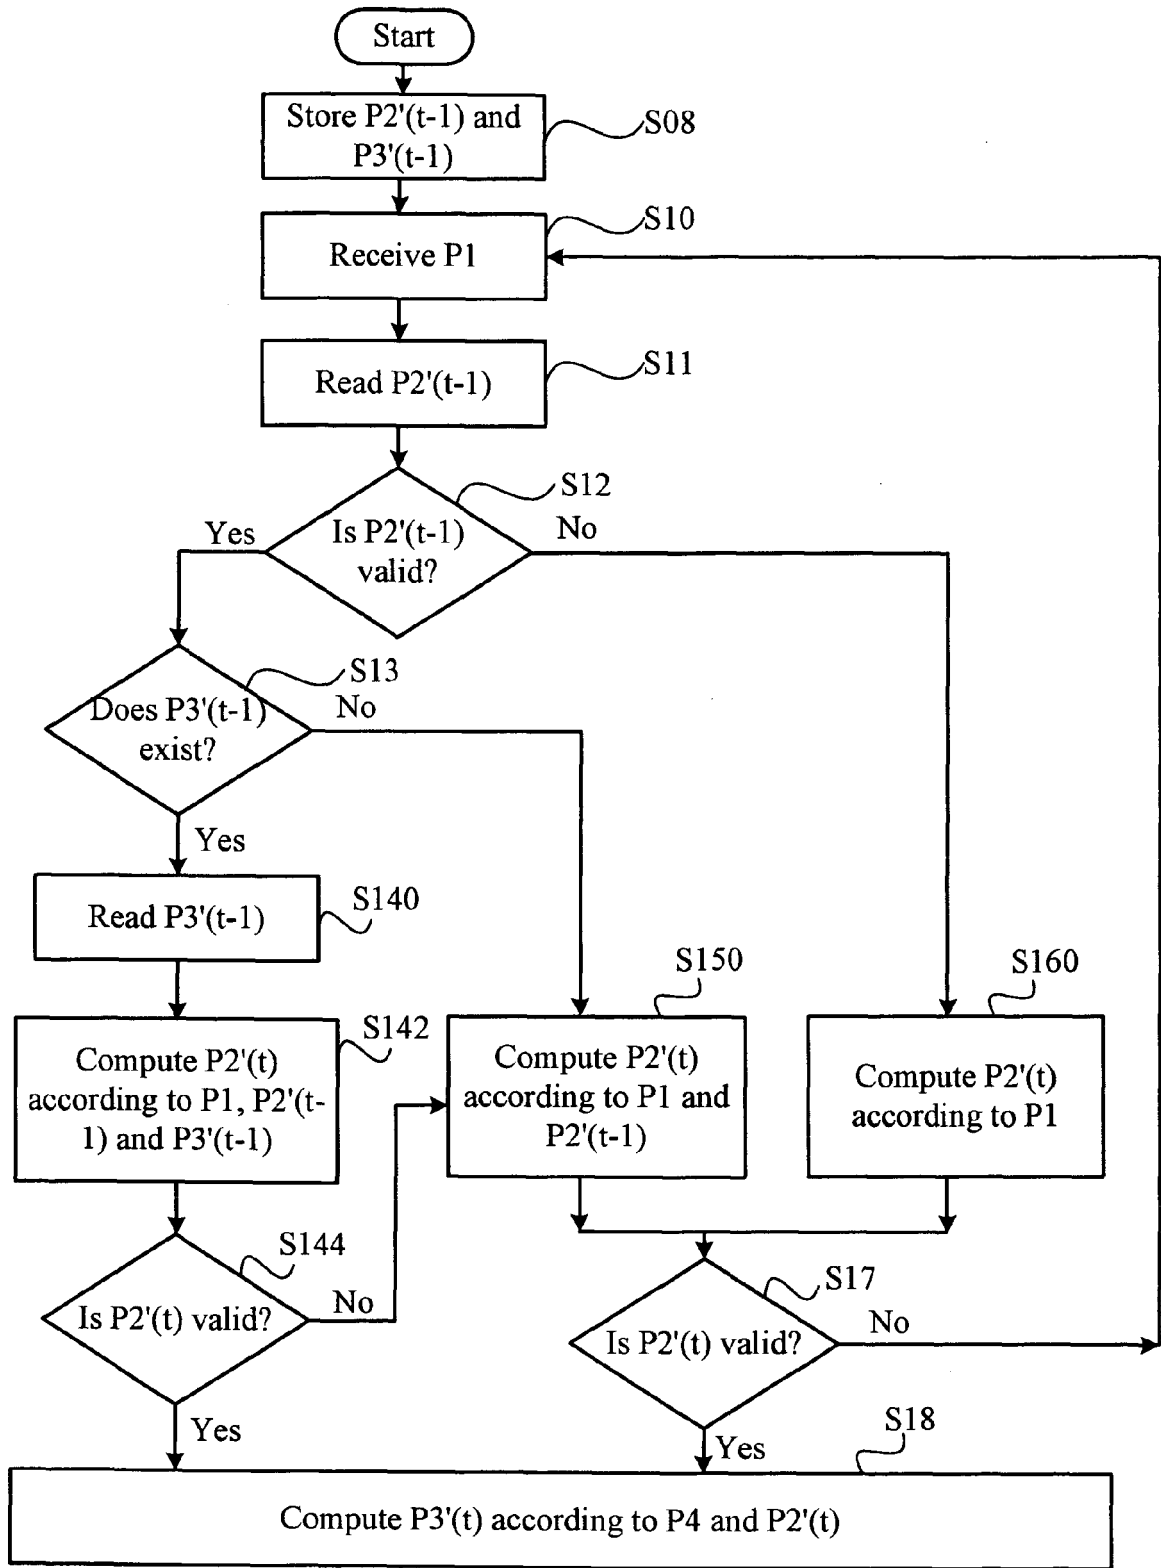 Start
Store P2'(t-1) and
P3'(t-1)
S08
S10
Receive P1
S11
Read P2'(t-1)
S12
Yes
Is P2'(t-1)
valid?
No
S13
Does P3'(t-1)
exist?
No
Yes
Read P3'(t-1)
S140
S150
S160
S142
Compute P2'(t)
according to P1, P2'(t-
1) and P3'(t-1)
Compute P2'(t)
according to P1 and
P2'(t-1)
Compute P2'(t)
according to P1
S144
Is P2'(t) valid?
No
S17
Is P2'(t) valid?
No
Yes
Yes
S18
Compute P3'(t) according to P4 and P2'(t)